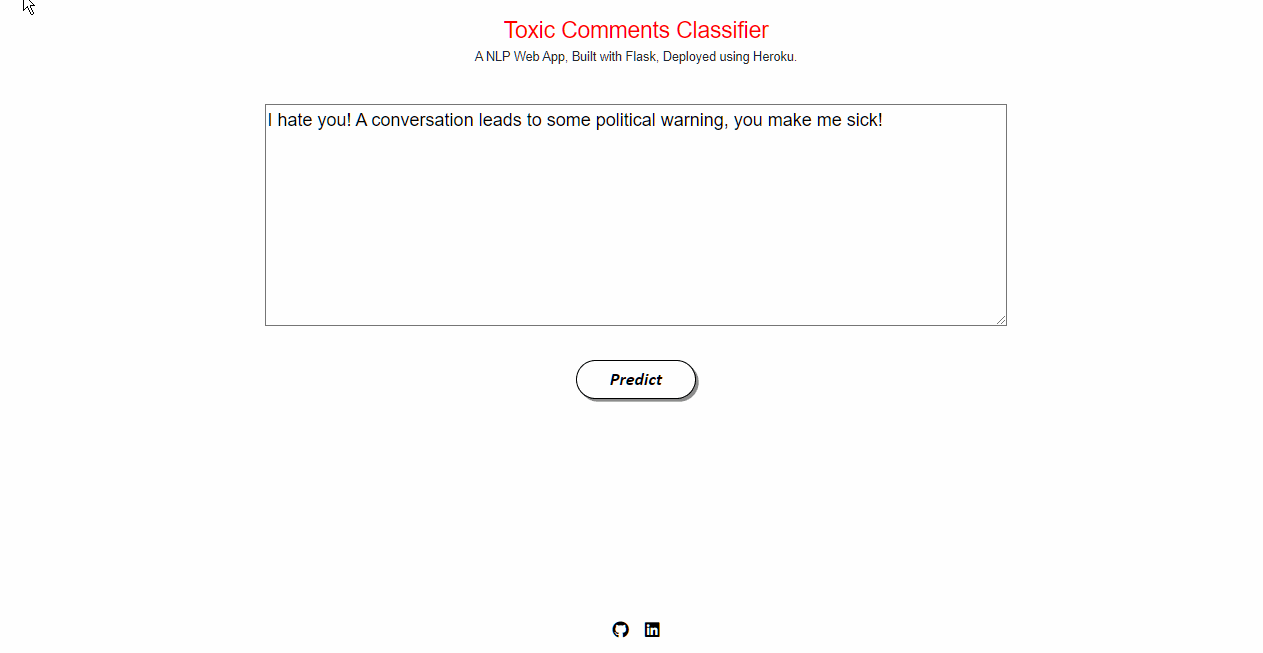 Toxic Comments Classifier
A NLP Web App, Built with Flask, Deployed using Heroku.
I hate you! A conversation leads to some political warning, you make me sick!
Predict